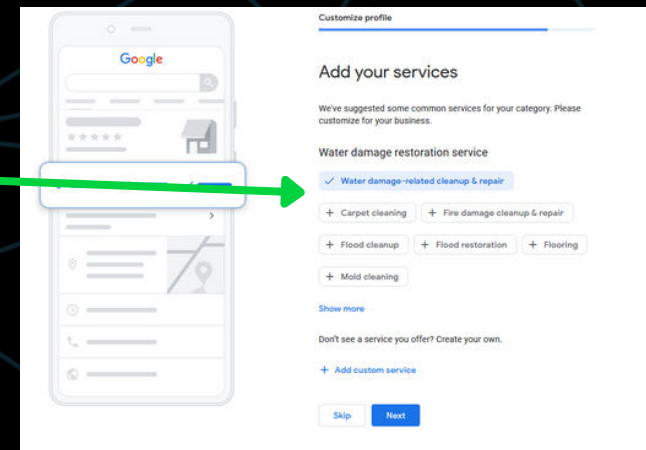 Google
Customize profile
Add your services
We've suggested some common services for your category. Please
customize for your business.
Water damage restoration service
Water damage-related cleanup & repair
+ Carpet cleaning + Fire damage cleanup & repair
+ Flood cleanup + Flood restoration + Flooring
+ Mold cleaning
Show more
Don't see a service you offer? Create your own.
+ Add custom service
Skip Next